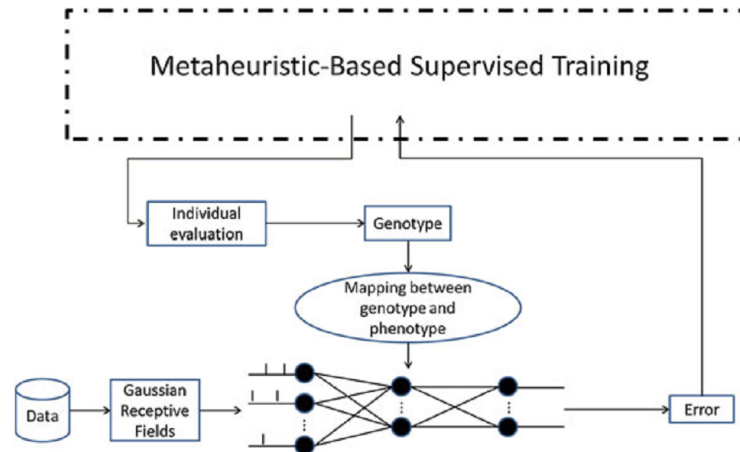 Metaheuristic-Based Supervised Training
Individual
evaluation
Genotype
Mapping between
genotype and
phenotype
Data
Gaussian
Receptive
Fields
Error